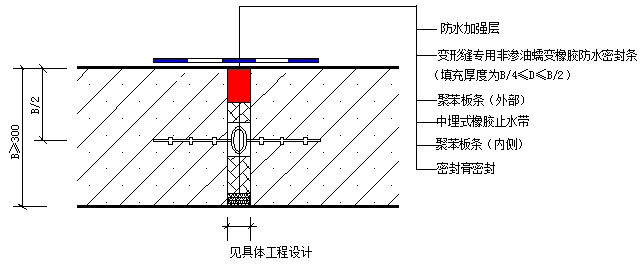 防水加强层
变形缝专用非渗油蠕变橡胶防水密封条
（填充厚度为B/4≤D≤B/2）
聚苯板条（外部）
中埋式橡胶止水带
聚苯板条（内侧）
密封膏密封
B/2
B≥300
见具体工程设计